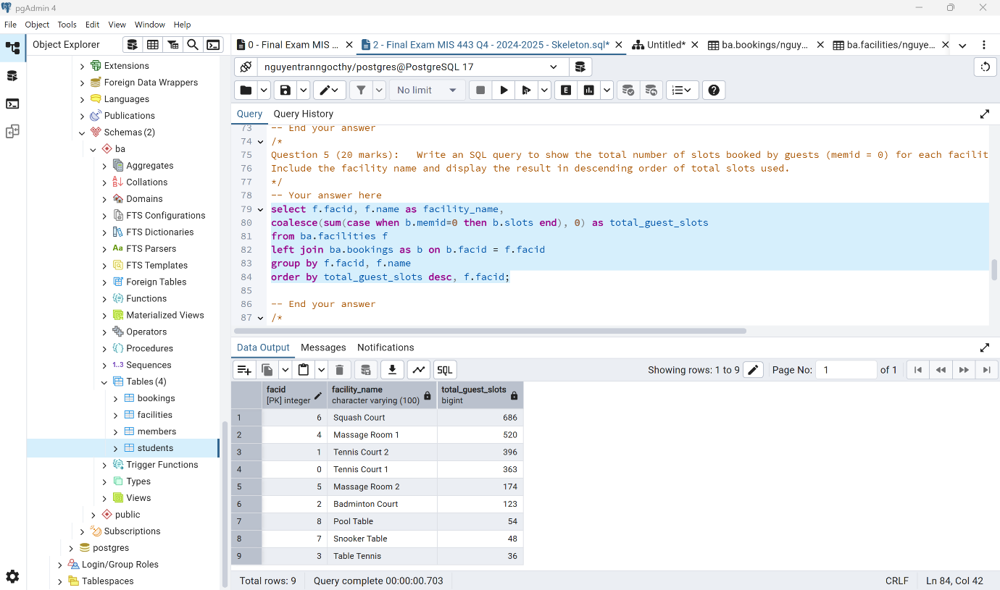 pgAdmin 4
File Object Tools Edit View Window Help
Object Explorer
0 - Final Exam MIS ...
2 - Final Exam MIS 443 Q4 - 2024-2025 - Skeleton.sql*
Untitled*
ba.bookings/nguy...
ba.facilities/nguye...
Extensions
Foreign Data Wrappers
Languages
Publications
Schemas (2)
ba
Aggregates
Collations
Domains
FTS Configurations
FTS Dictionaries
Aa FTS Parsers
FTS Templates
Foreign Tables
Functions
Materialized Views
Operators
Procedures
1..3 Sequences
Tables (4)
bookings
facilities
members
students
Trigger Functions
Types
Views
public
Subscriptions
postgres
Login/Group Roles
Tablespaces
nguyentranngocthy/postgres@PostgreSQL 17
No limit
E
Query Query History
73 -- End your answer
74 /*
75 Question 5 (20 marks): Write an SQL query to show the total number of slots booked by guests (memid = 0) for each facilit
76 Include the facility name and display the result in descending order of total slots used.
77 */
78 -- Your answer here
79 select f.facid, f.name as facility_name,
80 coalesce(sum(case when b.memid=0 then b.slots end), 0) as total_guest_slots
81 from ba.facilities f
82 left join ba.bookings as b on b.facid = f.facid
83 group by f.facid, f.name
84 order by total_guest_slots desc, f.facid;
85
86 -- End your answer
87 /*
Data Output Messages Notifications
SQL
Showing rows: 1 to 9
Page No: 1 of 1
facid facility_name total_guest_slots
[PK] integer character varying (100) bigint
1 6 Squash Court 686
2 4 Massage Room 1 520
3 1 Tennis Court 2 396
4 0 Tennis Court 1 363
5 5 Massage Room 2 174
6 2 Badminton Court 123
7 8 Pool Table 54
8 7 Snooker Table 48
9 3 Table Tennis 36
Total rows: 9 Query complete 00:00:00.703 CRLF Ln 84, Col 42